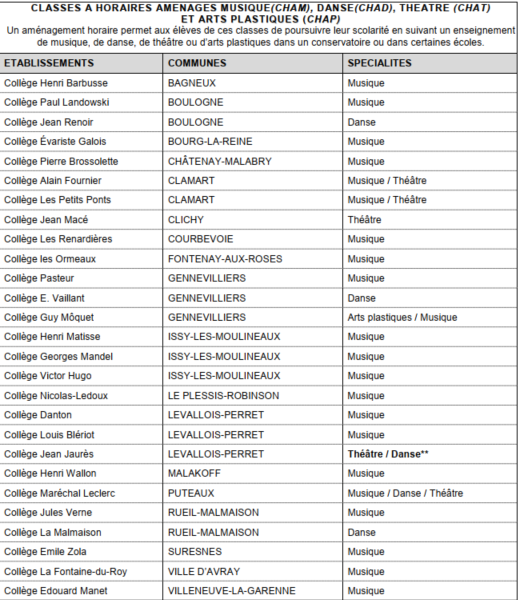 CLASSES A HORAIRES AMENAGES MUSIQUE(CHAM), DANSE(CHAD), THEATRE (CHAT)
ET ARTS PLASTIQUES (CHAP)
Un aménagement horaire permet aux élèves de ces classes de poursuivre leur scolarité en suivant un enseignement
de musique, de danse, de théâtre ou d'arts plastiques dans un conservatoire ou dans certaines écoles.
ETABLISSEMENTS COMMUNES SPECIALITES
Collège Henri Barbusse BAGNEUX Musique
Collège Paul Landowski BOULOGNE Musique
Collège Jean Renoir BOULOGNE Danse
Collège Évariste Galois BOURG-LA-REINE Musique
Collège Pierre Brossolette CHÂTENAY-MALABRY Musique
Collège Alain Fournier CLAMART Musique / Théâtre
Collège Les Petits Ponts CLAMART Musique / Théâtre
Collège Jean Macé CLICHY Théâtre
Collège Les Renardières COURBEVOIE Musique
Collège les Ormeaux FONTENAY-AUX-ROSES Musique
Collège Pasteur GENNEVILLIERS Musique
Collège E. Vaillant GENNEVILLIERS Danse
Collège Guy Môquet GENNEVILLIERS Arts plastiques / Musique
Collège Henri Matisse ISSY-LES-MOULINEAUX Musique
Collège Georges Mandel ISSY-LES-MOULINEAUX Musique
Collège Victor Hugo ISSY-LES-MOULINEAUX Musique
Collège Nicolas-Ledoux LE PLESSIS-ROBINSON Musique
Collège Danton LEVALLOIS-PERRET Musique
Collège Louis Blériot LEVALLOIS-PERRET Musique
Collège Jean Jaurès LEVALLOIS-PERRET Théâtre / Danse**
Collège Henri Wallon MALAKOFF Musique
Collège Maréchal Leclerc PUTEAUX Musique / Danse / Théâtre
Collège Jules Verne RUEIL-MALMAISON Musique
Collège La Malmaison RUEIL-MALMAISON Danse
Collège Emile Zola SURESNES Musique
Collège La Fontaine-du-Roy VILLE D'AVRAY Musique
Collège Edouard Manet VILLENEUVE-LA-GARENNE Musique